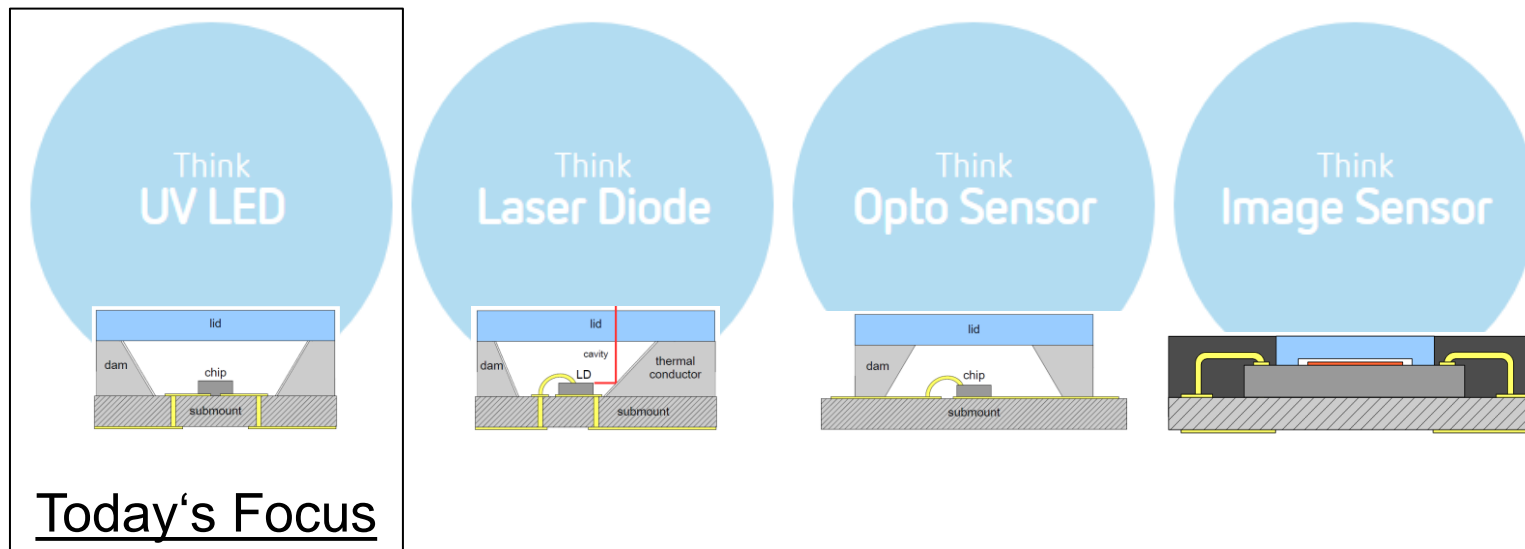 Think
UV LED
lid
dam
chip
submount
Today‘s Focus
Think
Laser Diode
lid
cavity
dam
LD
thermal
conductor
submount
Think
Opto Sensor
lid
dam
chip
submount
Think
Image Sensor